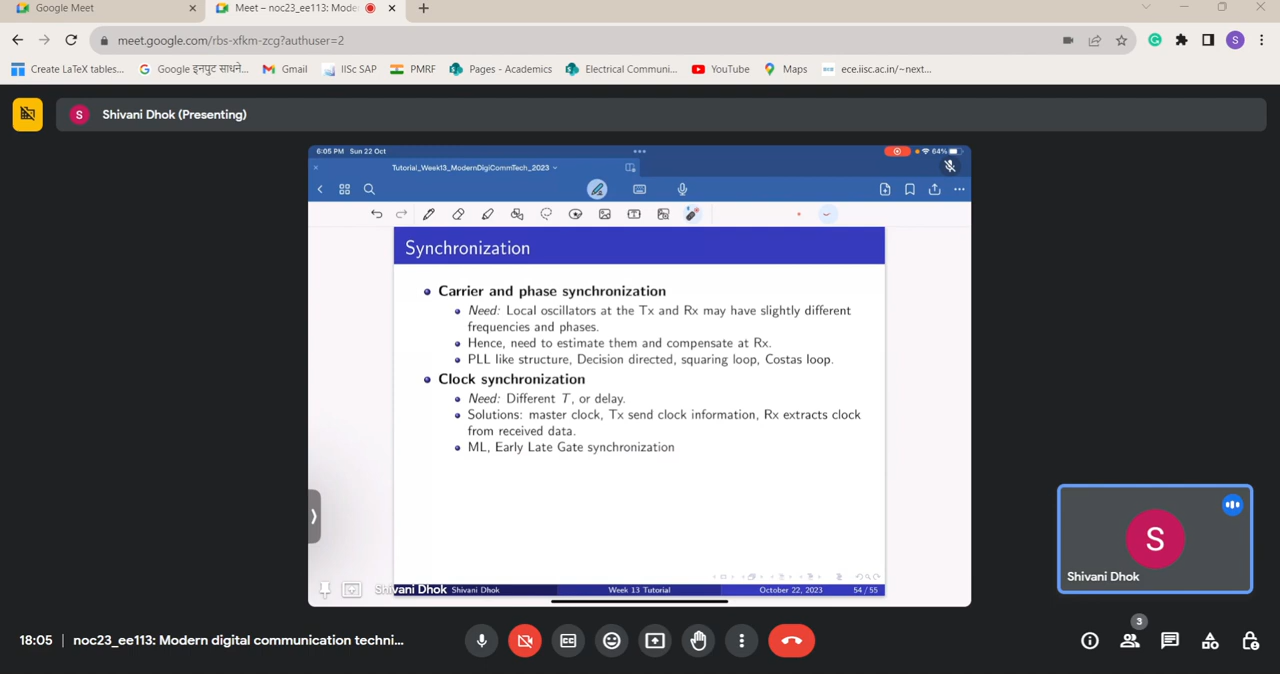 Google Meet
Meet – noc23_ee113: Mode
meet.google.com/rbs-xfkm-zcg?authuser=2
S
Create LaTeX tables...
Google इनपुट साधने...
Gmail
IISc SAP
PMRF
Pages - Academics
Electrical Communi...
YouTube
Maps
ece.iisc.ac.in/~next...
S
Shivani Dhok (Presenting)
6:05 PM Sun 22 Oct
64%
Tutorial_Week13_ModernDigiCommTech_2023
Synchronization
Carrier and phase synchronization
Need: Local oscillators at the Tx and Rx may have slightly different
frequencies and phases.
Hence, need to estimate them and compensate at Rx.
PLL like structure, Decision directed, squaring loop, Costas loop.
Clock synchronization
Need: Different T, or delay.
Solutions: master clock, Tx send clock information, Rx extracts clock
from received data.
ML, Early Late Gate synchronization
Shivani Dhok
Shivani Dhok
Week 13 Tutorial
October 22, 2023
54 / 55
S
Shivani Dhok
18:05
noc23_ee113: Modern digital communication techni...
3